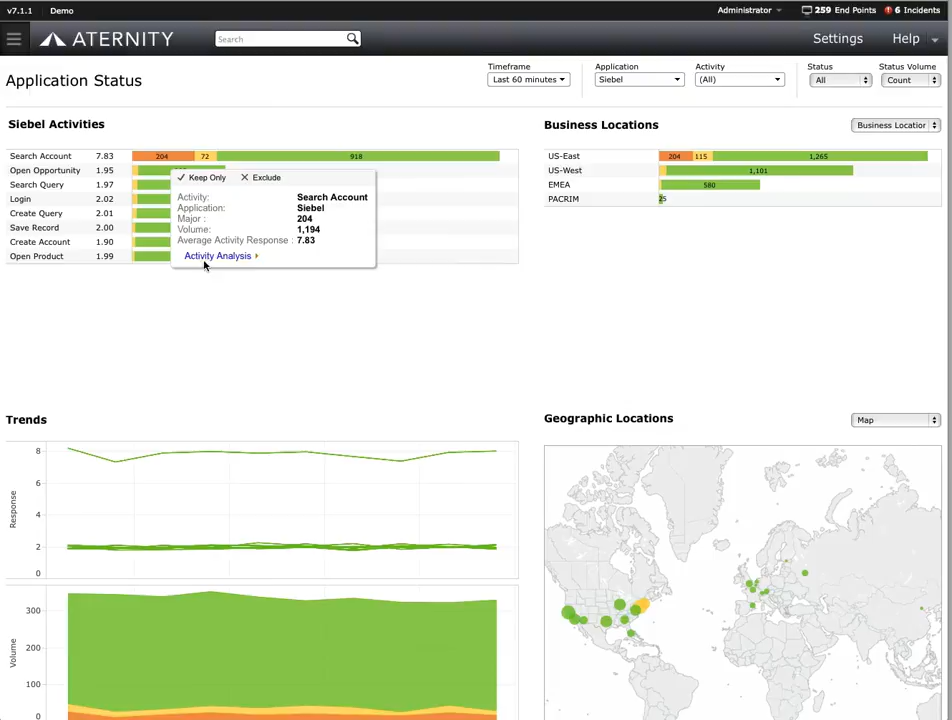 v7.1.1 Demo Administrator 259 End Points 6 Incidents
ATERNITY Search Settings Help
Application Status
Timeframe Application Activity Status Status Volume
Last 60 minutes Siebel (All) All Count
Siebel Activities
Search Account 7.83 204 72 918
Open Opportunity 1.95
Search Query 1.97
Login 2.02
Create Query 2.01
Save Record 2.00
Create Account 1.90
Open Product 1.99
Keep Only Exclude
Activity: Search Account
Application: Siebel
Major : 204
Volume: 1,194
Average Activity Response : 7.83
Activity Analysis
Business Locations Business Locatior
US-East 204 115 1,265
US-West 1,101
EMEA 580
PACRIM 25
Trends
8
6
4
2
0
Response
300
200
100
0
Volume
Geographic Locations Map